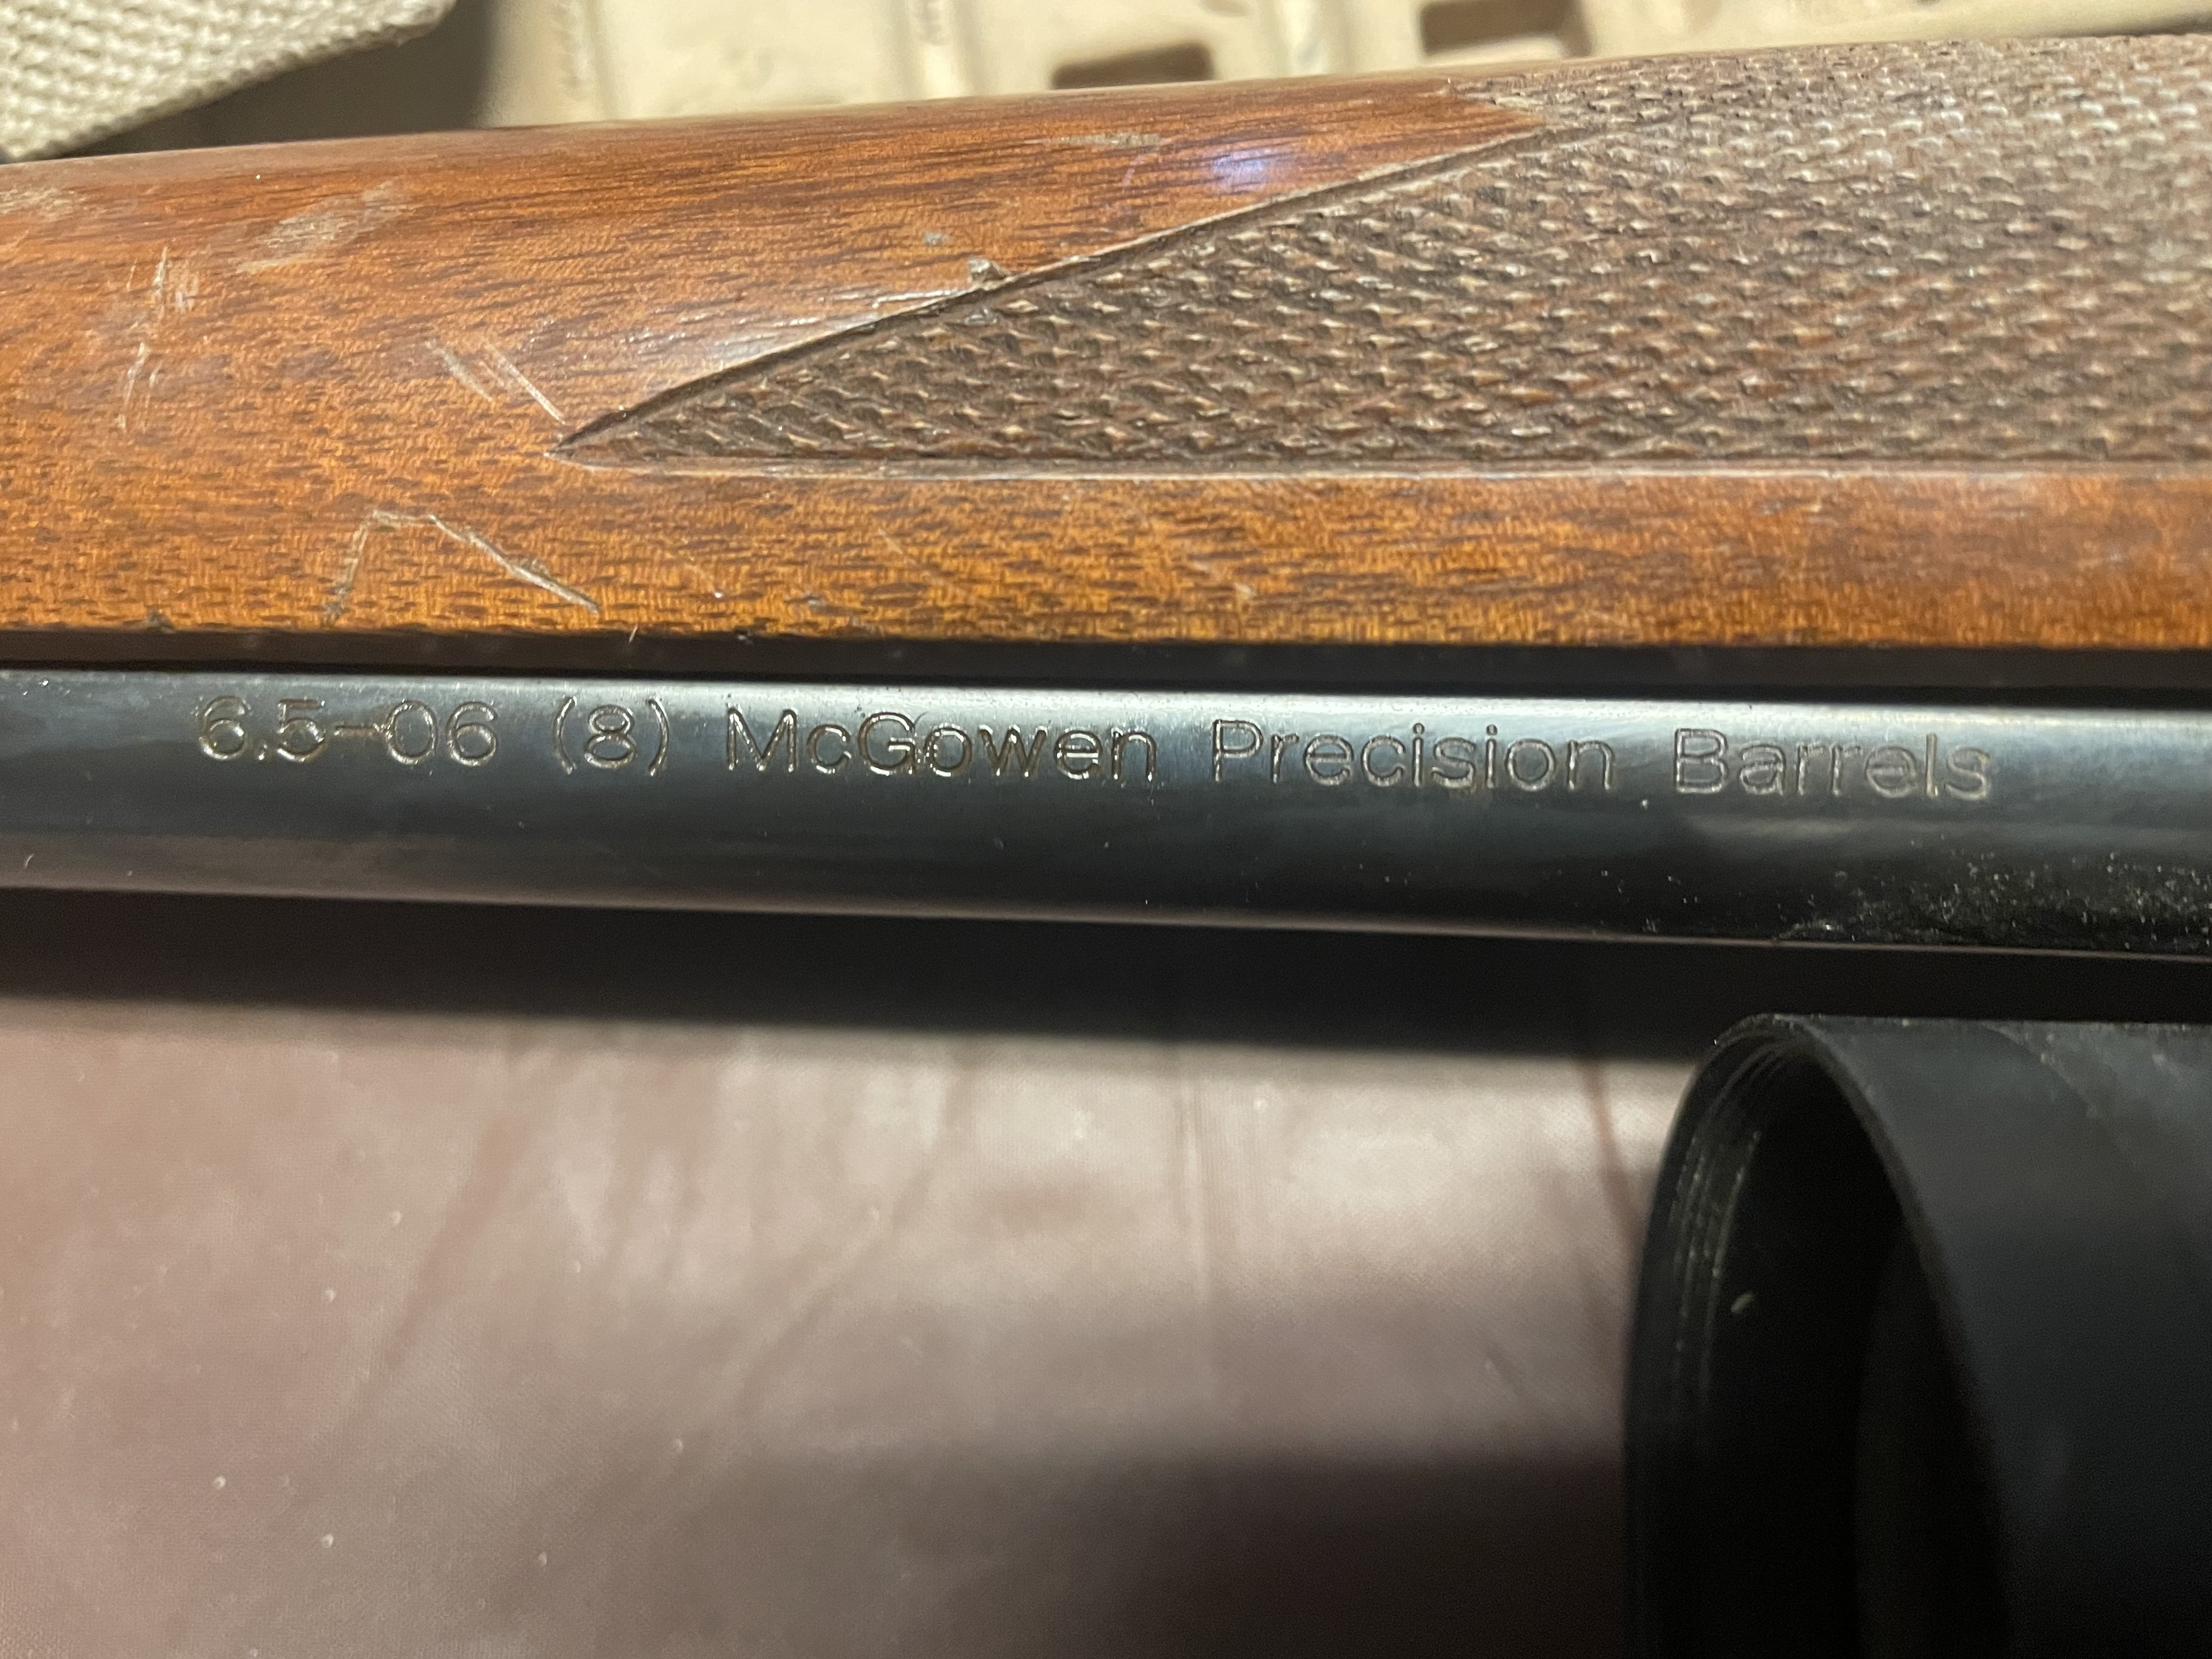 6.5-06 (8) McGowen Precision Barrels